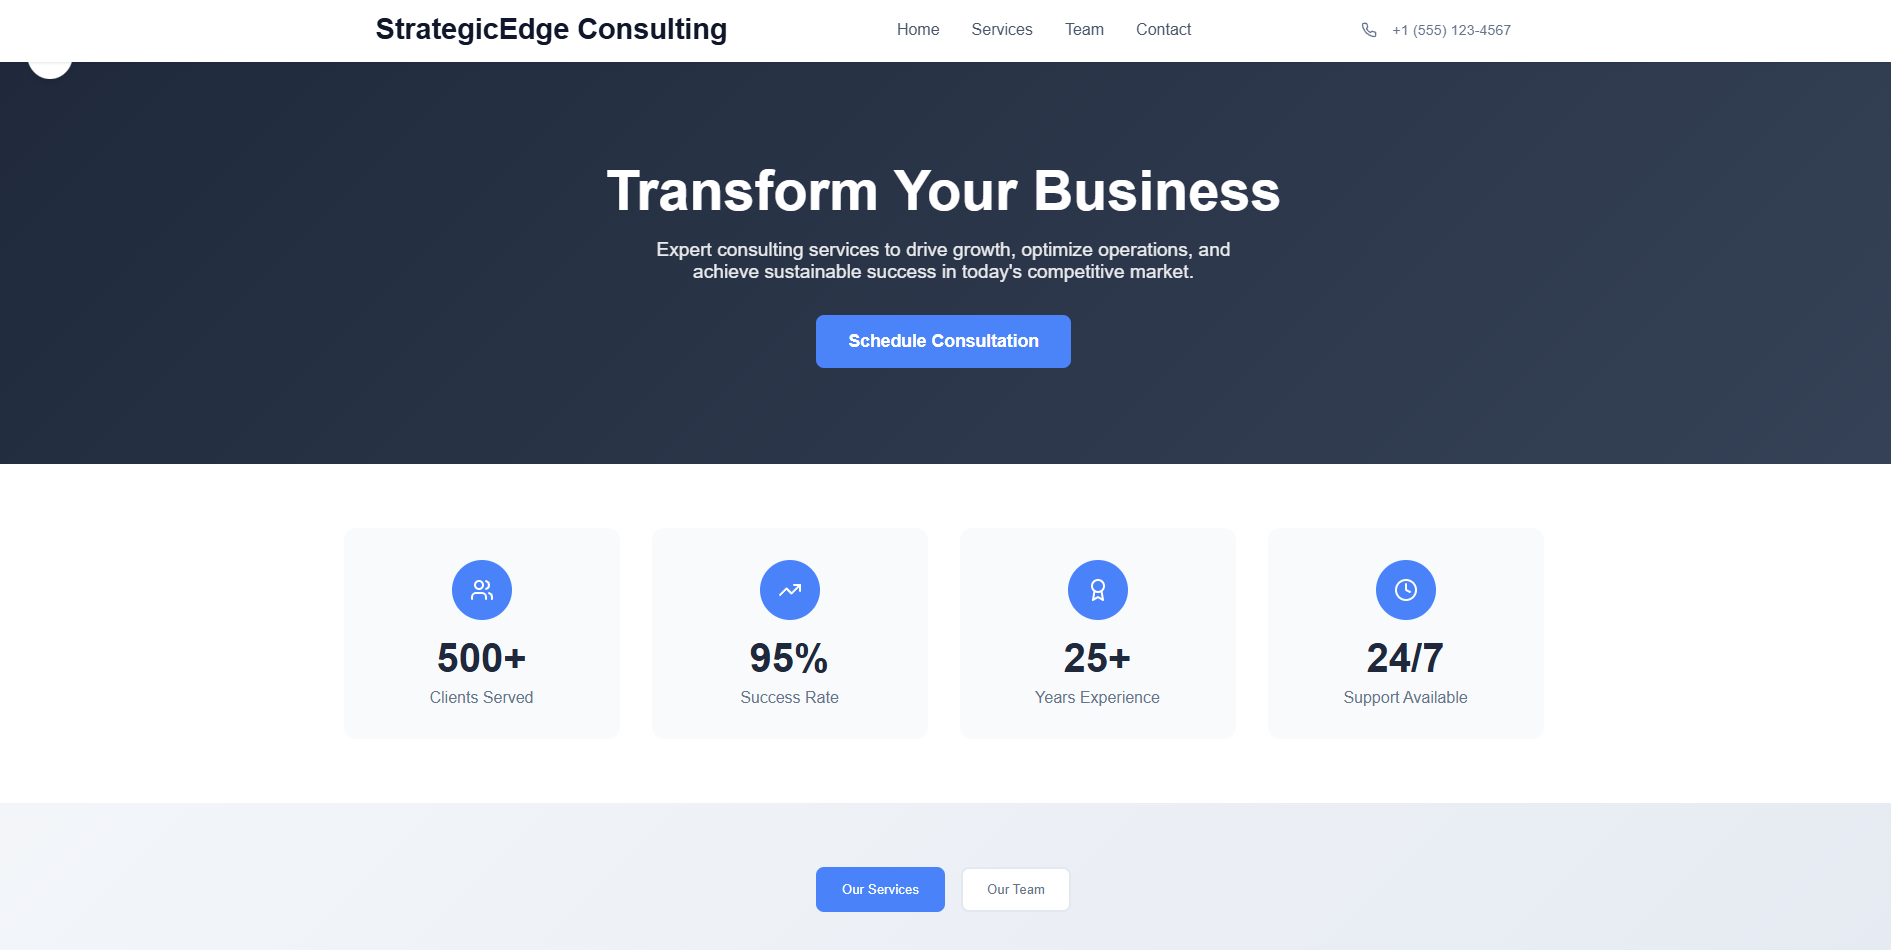 StrategicEdge Consulting
Home
Services
Team
Contact
+1 (555) 123-4567
Transform Your Business
Expert consulting services to drive growth, optimize operations, and
achieve sustainable success in today's competitive market.
Schedule Consultation
500+
Clients Served
95%
Success Rate
25+
Years Experience
24/7
Support Available
Our Services
Our Team